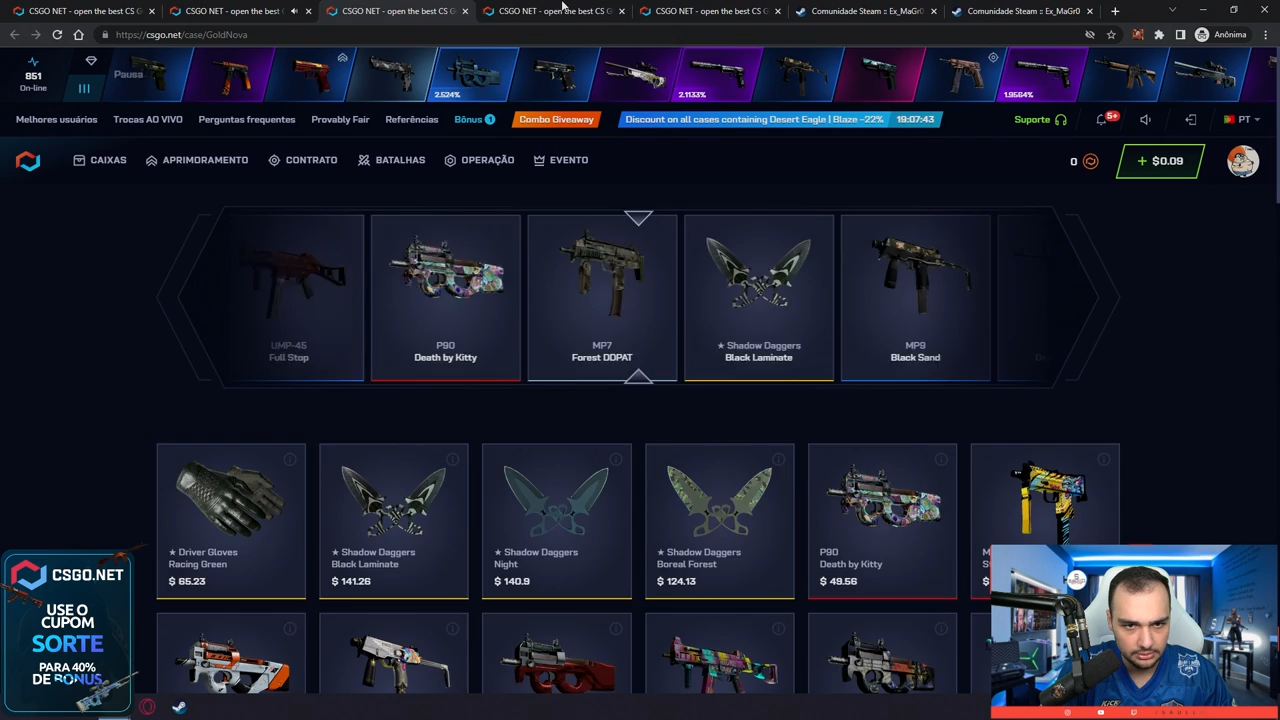 CSGO NET - open the best CS G
CSGO NET - open the best CS G
CSGO NET - open the best CS G
CSGO NET - open the best CS G
CSGO NET - open the best CS G
Comunidade Steam :: Ex_MaGr0
Comunidade Steam :: Ex_MaGr0
https://csgo.net/case/GoldNova
Anônima
851
On-line
Pausa
2.524%
2.1133%
1.9564%
Melhores usuários
Trocas AO VIVO
Perguntas frequentes
Provably Fair
Referências
Bônus 1
Combo Giveaway
Discount on all cases containing Desert Eagle | Blaze -22%
19:07:43
Suporte
5+
PT
CAIXAS
APRIMORAMENTO
CONTRATO
BATALHAS
OPERAÇÃO
EVENTO
0
+ $0.09
UMP-45
Full Stop
P90
Death by Kitty
MP7
Forest DDPAT
★ Shadow Daggers
Black Laminate
MP9
Black Sand
★ Driver Gloves
Racing Green
$ 65.23
★ Shadow Daggers
Black Laminate
$ 141.26
★ Shadow Daggers
Night
$ 140.9
★ Shadow Daggers
Boreal Forest
$ 124.13
P90
Death by Kitty
$ 49.56
CSGO.NET
USE O
CUPOM
SORTE
PARA 40%
DE BONUS